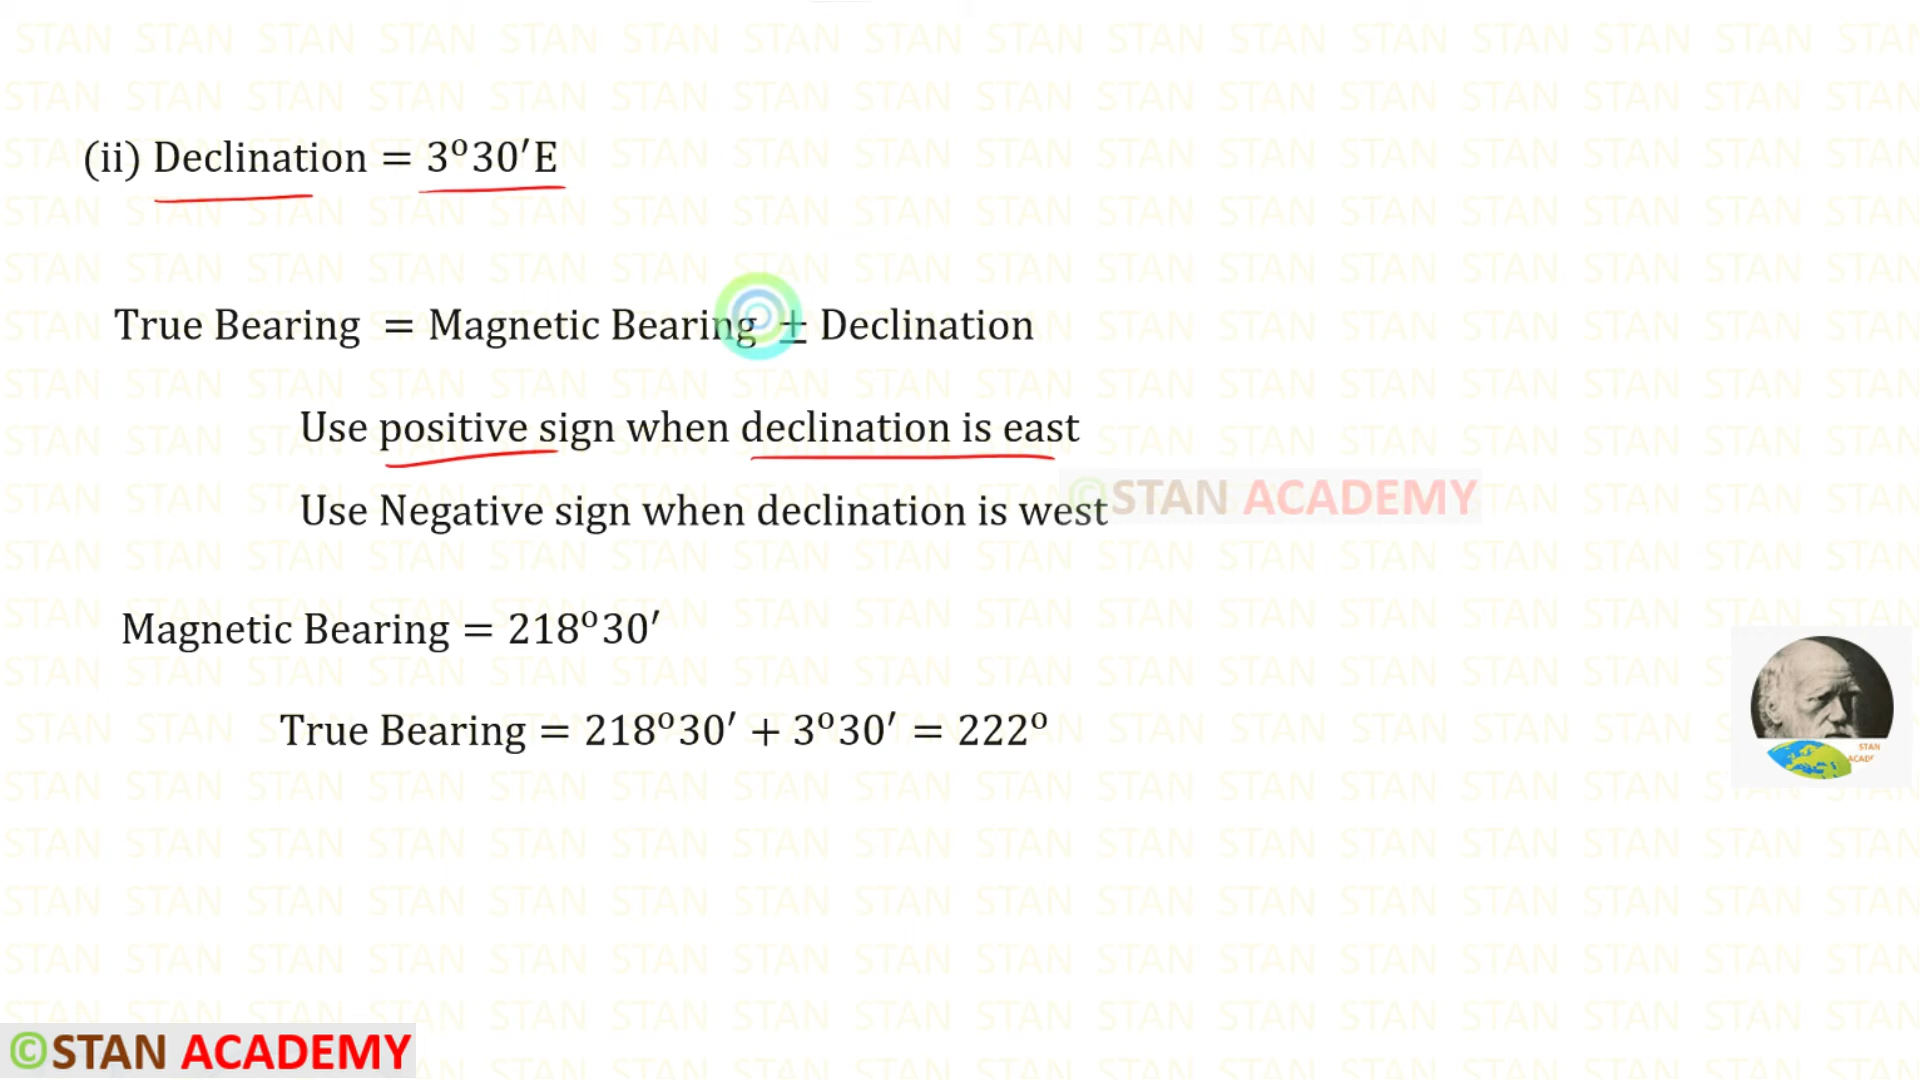 (ii) Declination = 3°30′E
True Bearing = Magnetic Bearing ± Declination
Use positive sign when declination is east
Use Negative sign when declination is west
©STAN ACADEMY
Magnetic Bearing = 218°30′
True Bearing = 218°30′ + 3°30′ = 222°
STAN
©STAN ACADEMY